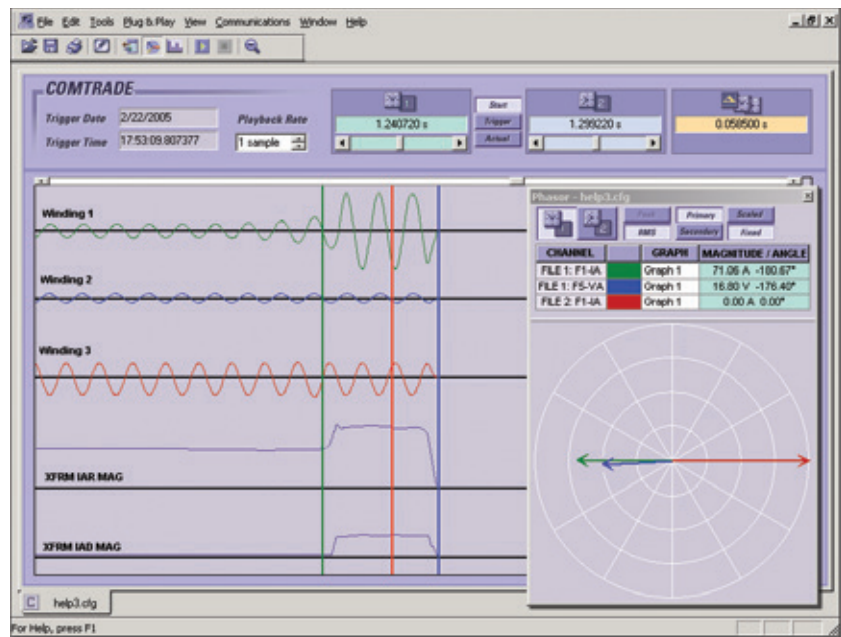 File Edit Tools Plug & Play View Communications Window Help
COMTRADE
Trigger Date 2/22/2005
Trigger Time 17:53:09.807377
Playback Rate
1 sample
1
1.240720 s
Start
Trigger
Actual
2
1.299220 s
0.058500 s
Winding 1
Winding 2
Winding 3
XFRM IAR MAG
XFRM IAD MAG
Phasor - help3.cfg
Primary Scaled
RMS Secondary Fixed
CHANNEL GRAPH MAGNITUDE / ANGLE
FILE 1: F1-IA Graph 1 71.06 A -180.67°
FILE 1: F5-VA Graph 1 16.80 V -176.40°
FILE 2: F1-IA Graph 1 0.00 A 0.00°
C help3.cfg
For Help, press F1